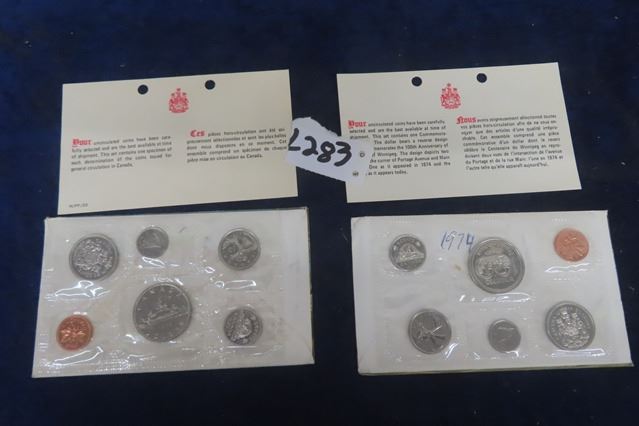 Your uncirculated coins have been care-
fully selected and are the best available at time
of shipment. This set contains one specimen of
each denomination of the coins issued for
general circulation in Canada.
Ces pièces hors-circulation ont été soi-
gneusement sélectionnées et sont les plus belles
dont nous disposons en ce moment. Cet
ensemble comprend un spécimen de chaque
pièce mise en circulation au Canada.
L283
Your uncirculated coins have been carefully
selected and are the best available at time of
shipment. This set contains one Commemora-
The dollar bears a reverse design
commemorates the 100th Anniversary of
of Winnipeg. The design depicts two
the corner of Portage Avenue and Main
One as it appeared in 1874 and the
as it appears today.
Nous avons soigneusement sélectionné toutes
vos pièces hors-circulation afin de vous en-
voyer que des articles d'une qualité irrépro-
chable. Cet ensemble comprend une pièce
commémorative d'un dollar dont le revers
célèbre le Centenaire de Winnipeg en repro-
duisant deux vues de l'intersection de l'avenue
du Portage et de la rue Main: l'une en 1874 et
l'autre telle qu'elle apparaît aujourd'hui.
1974